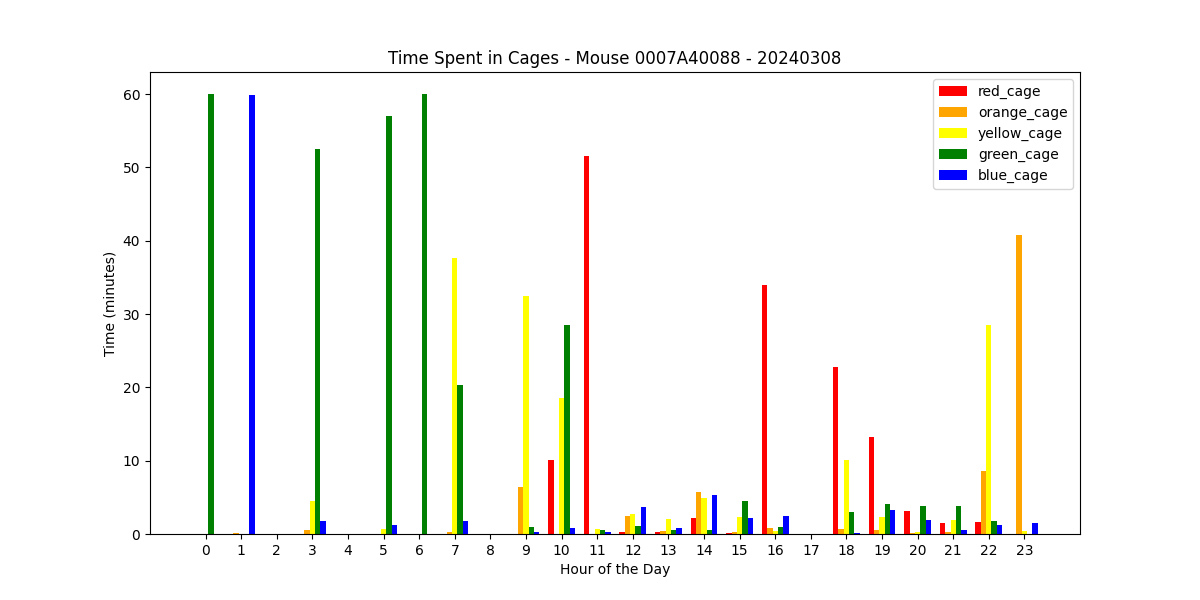 Time Spent in Cages - Mouse 0007A40088 - 20240308
red_cage
orange_cage
yellow_cage
green_cage
blue_cage
60
50
40
30
20
10
0
Time (minutes)
0 1 2 3 4 5 6 7 8 9 10 11 12 13 14 15 16 17 18 19 20 21 22 23
Hour of the Day